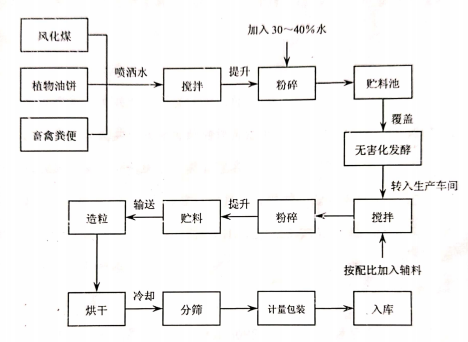 风化煤
加入30～40%水
植物油饼
喷洒水
搅拌
提升
粉碎
贮料池
畜禽粪便
覆盖
无害化发酵
转入生产车间
造粒
输送
贮料
提升
粉碎
搅拌
按配比加入辅料
烘干
冷却
分筛
计量包装
入库